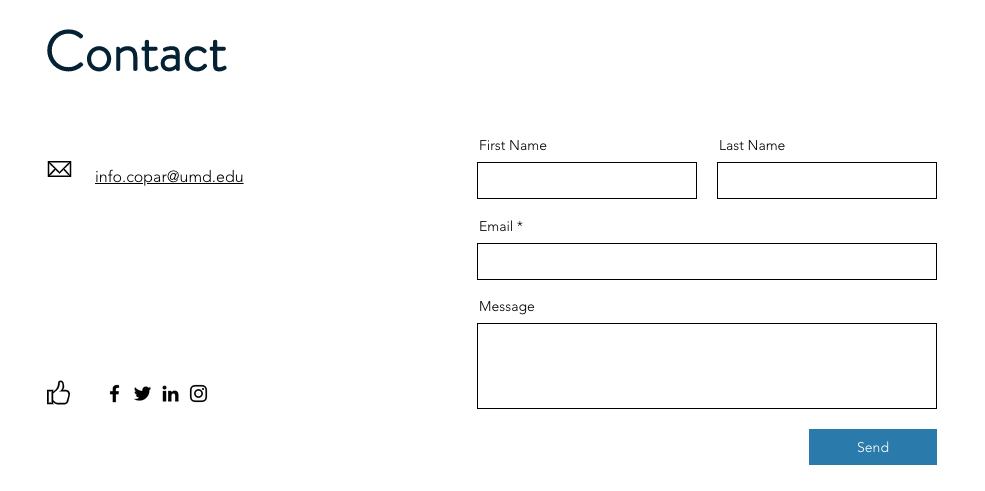 Contact
info.copar@umd.edu
First Name
Last Name
Email *
Message
Send